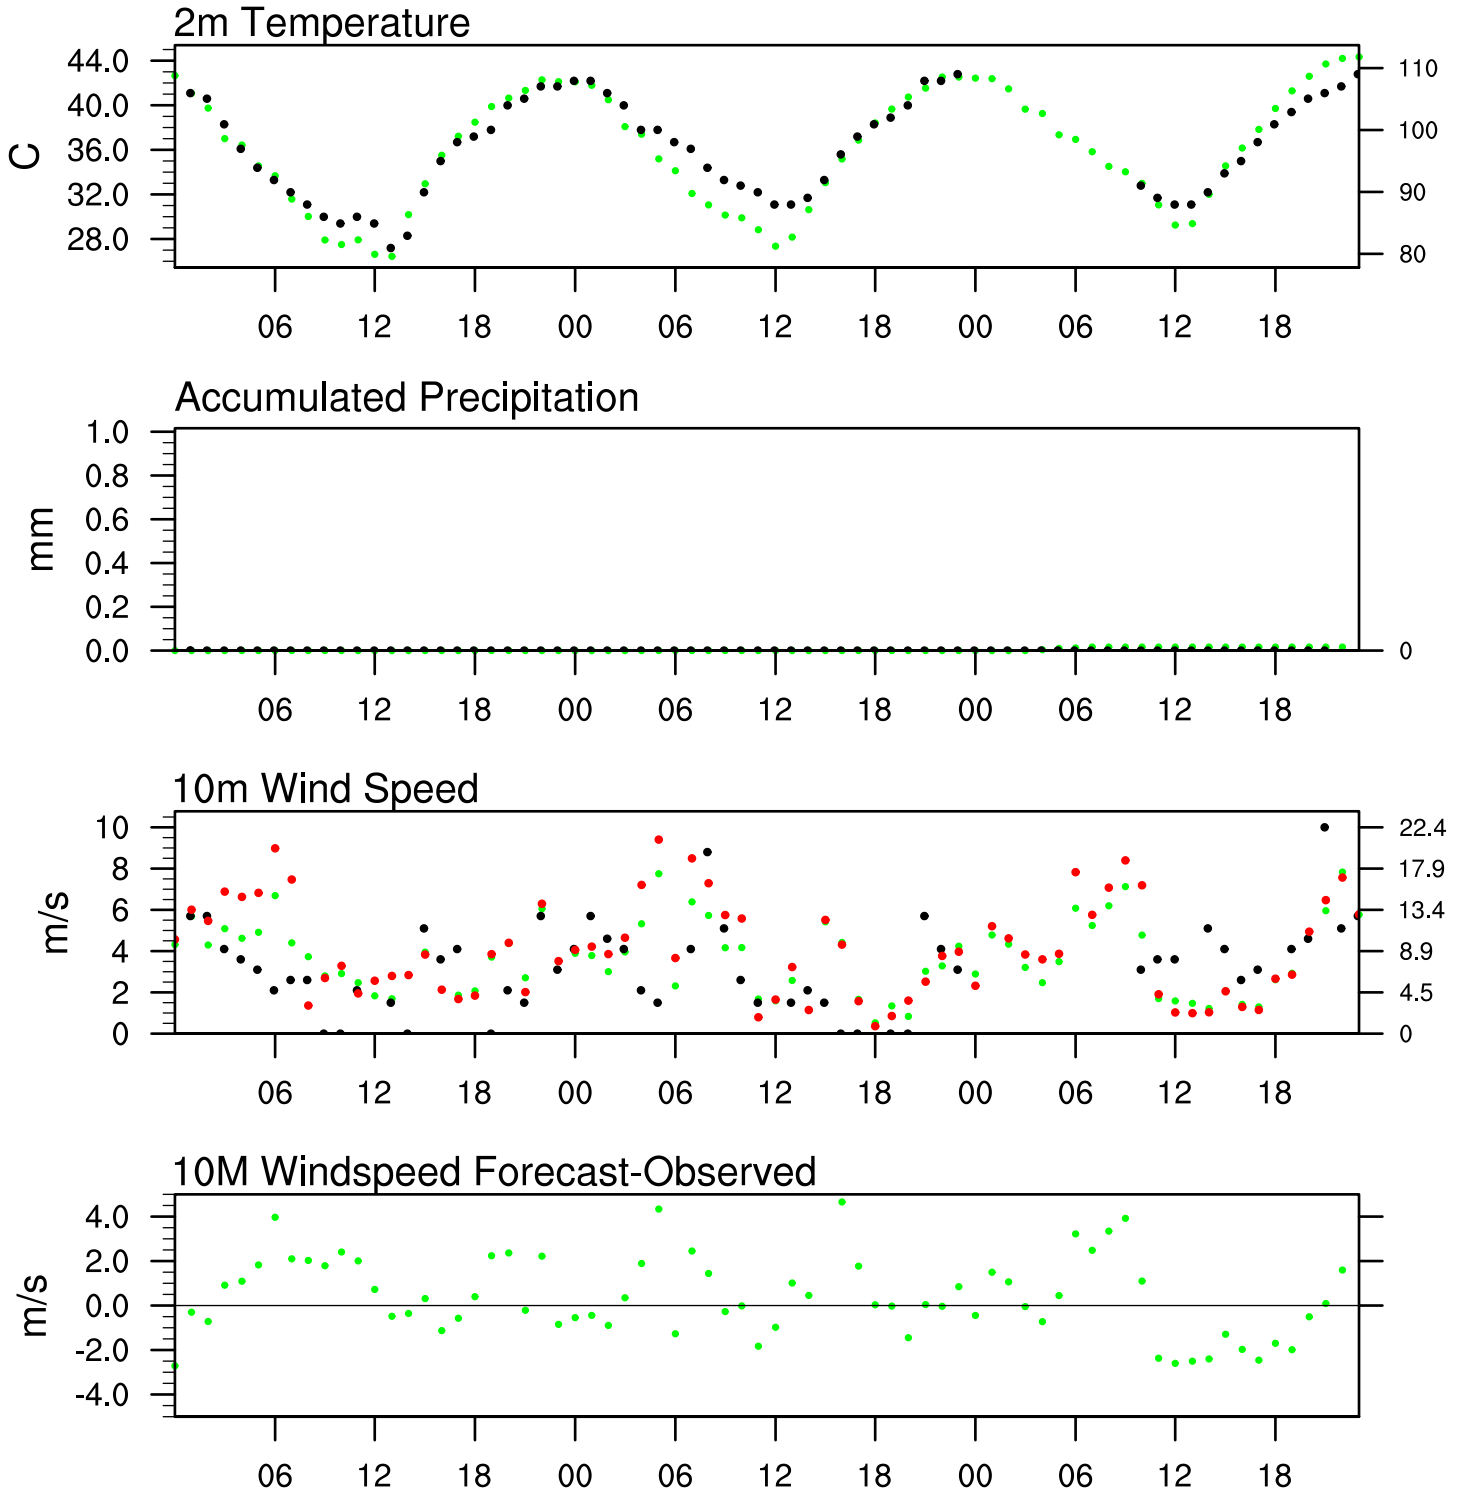 2m Temperature
C
44.0
40.0
36.0
32.0
28.0
110
100
90
80
06 12 18 00 06 12 18 00 06 12 18
Accumulated Precipitation
mm
1.0
0.8
0.6
0.4
0.2
0.0
0
06 12 18 00 06 12 18 00 06 12 18
10m Wind Speed
m/s
10
8
6
4
2
0
22.4
17.9
13.4
8.9
4.5
0
06 12 18 00 06 12 18 00 06 12 18
10M Windspeed Forecast-Observed
m/s
4.0
2.0
0.0
-2.0
-4.0
06 12 18 00 06 12 18 00 06 12 18